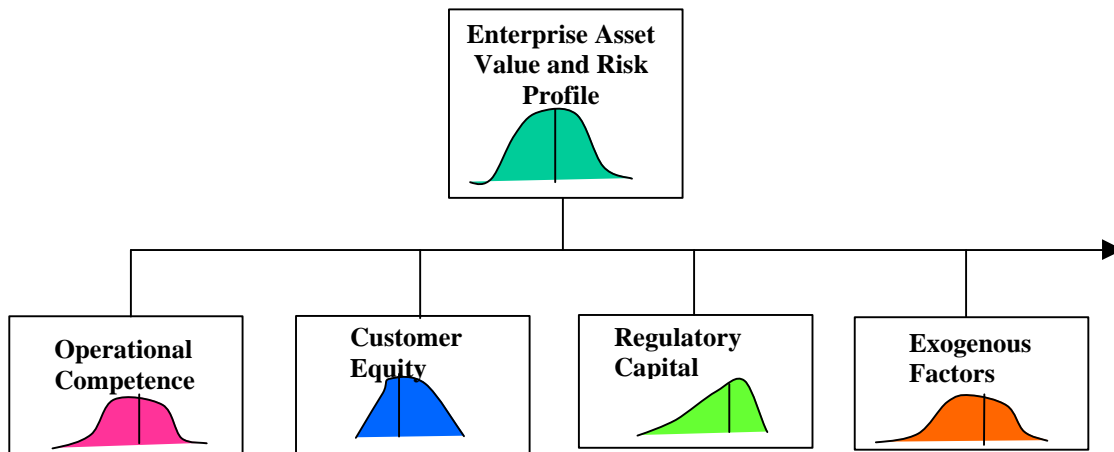 Enterprise Asset
Value and Risk
Profile
Operational
Competence
Customer
Equity
Regulatory
Capital
Exogenous
Factors